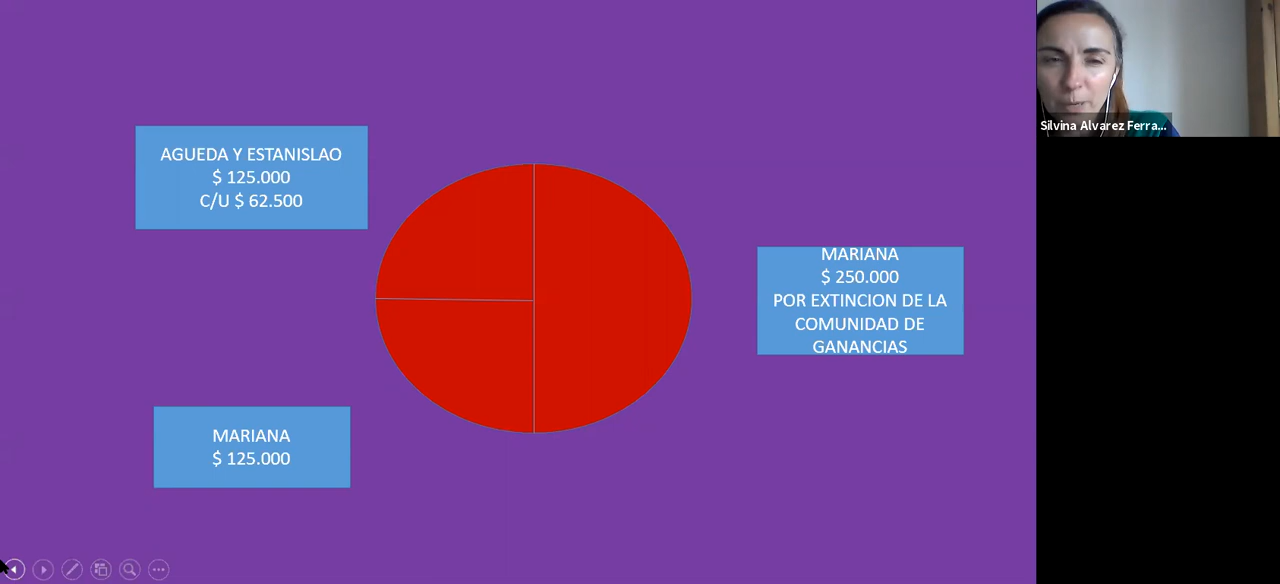 AGUEDA Y ESTANISLAO
$ 125.000
C/U $ 62.500
MARIANA
$ 250.000
POR EXTINCION DE LA
COMUNIDAD DE
GANANCIAS
MARIANA
$ 125.000
Silvina Alvarez Ferra...